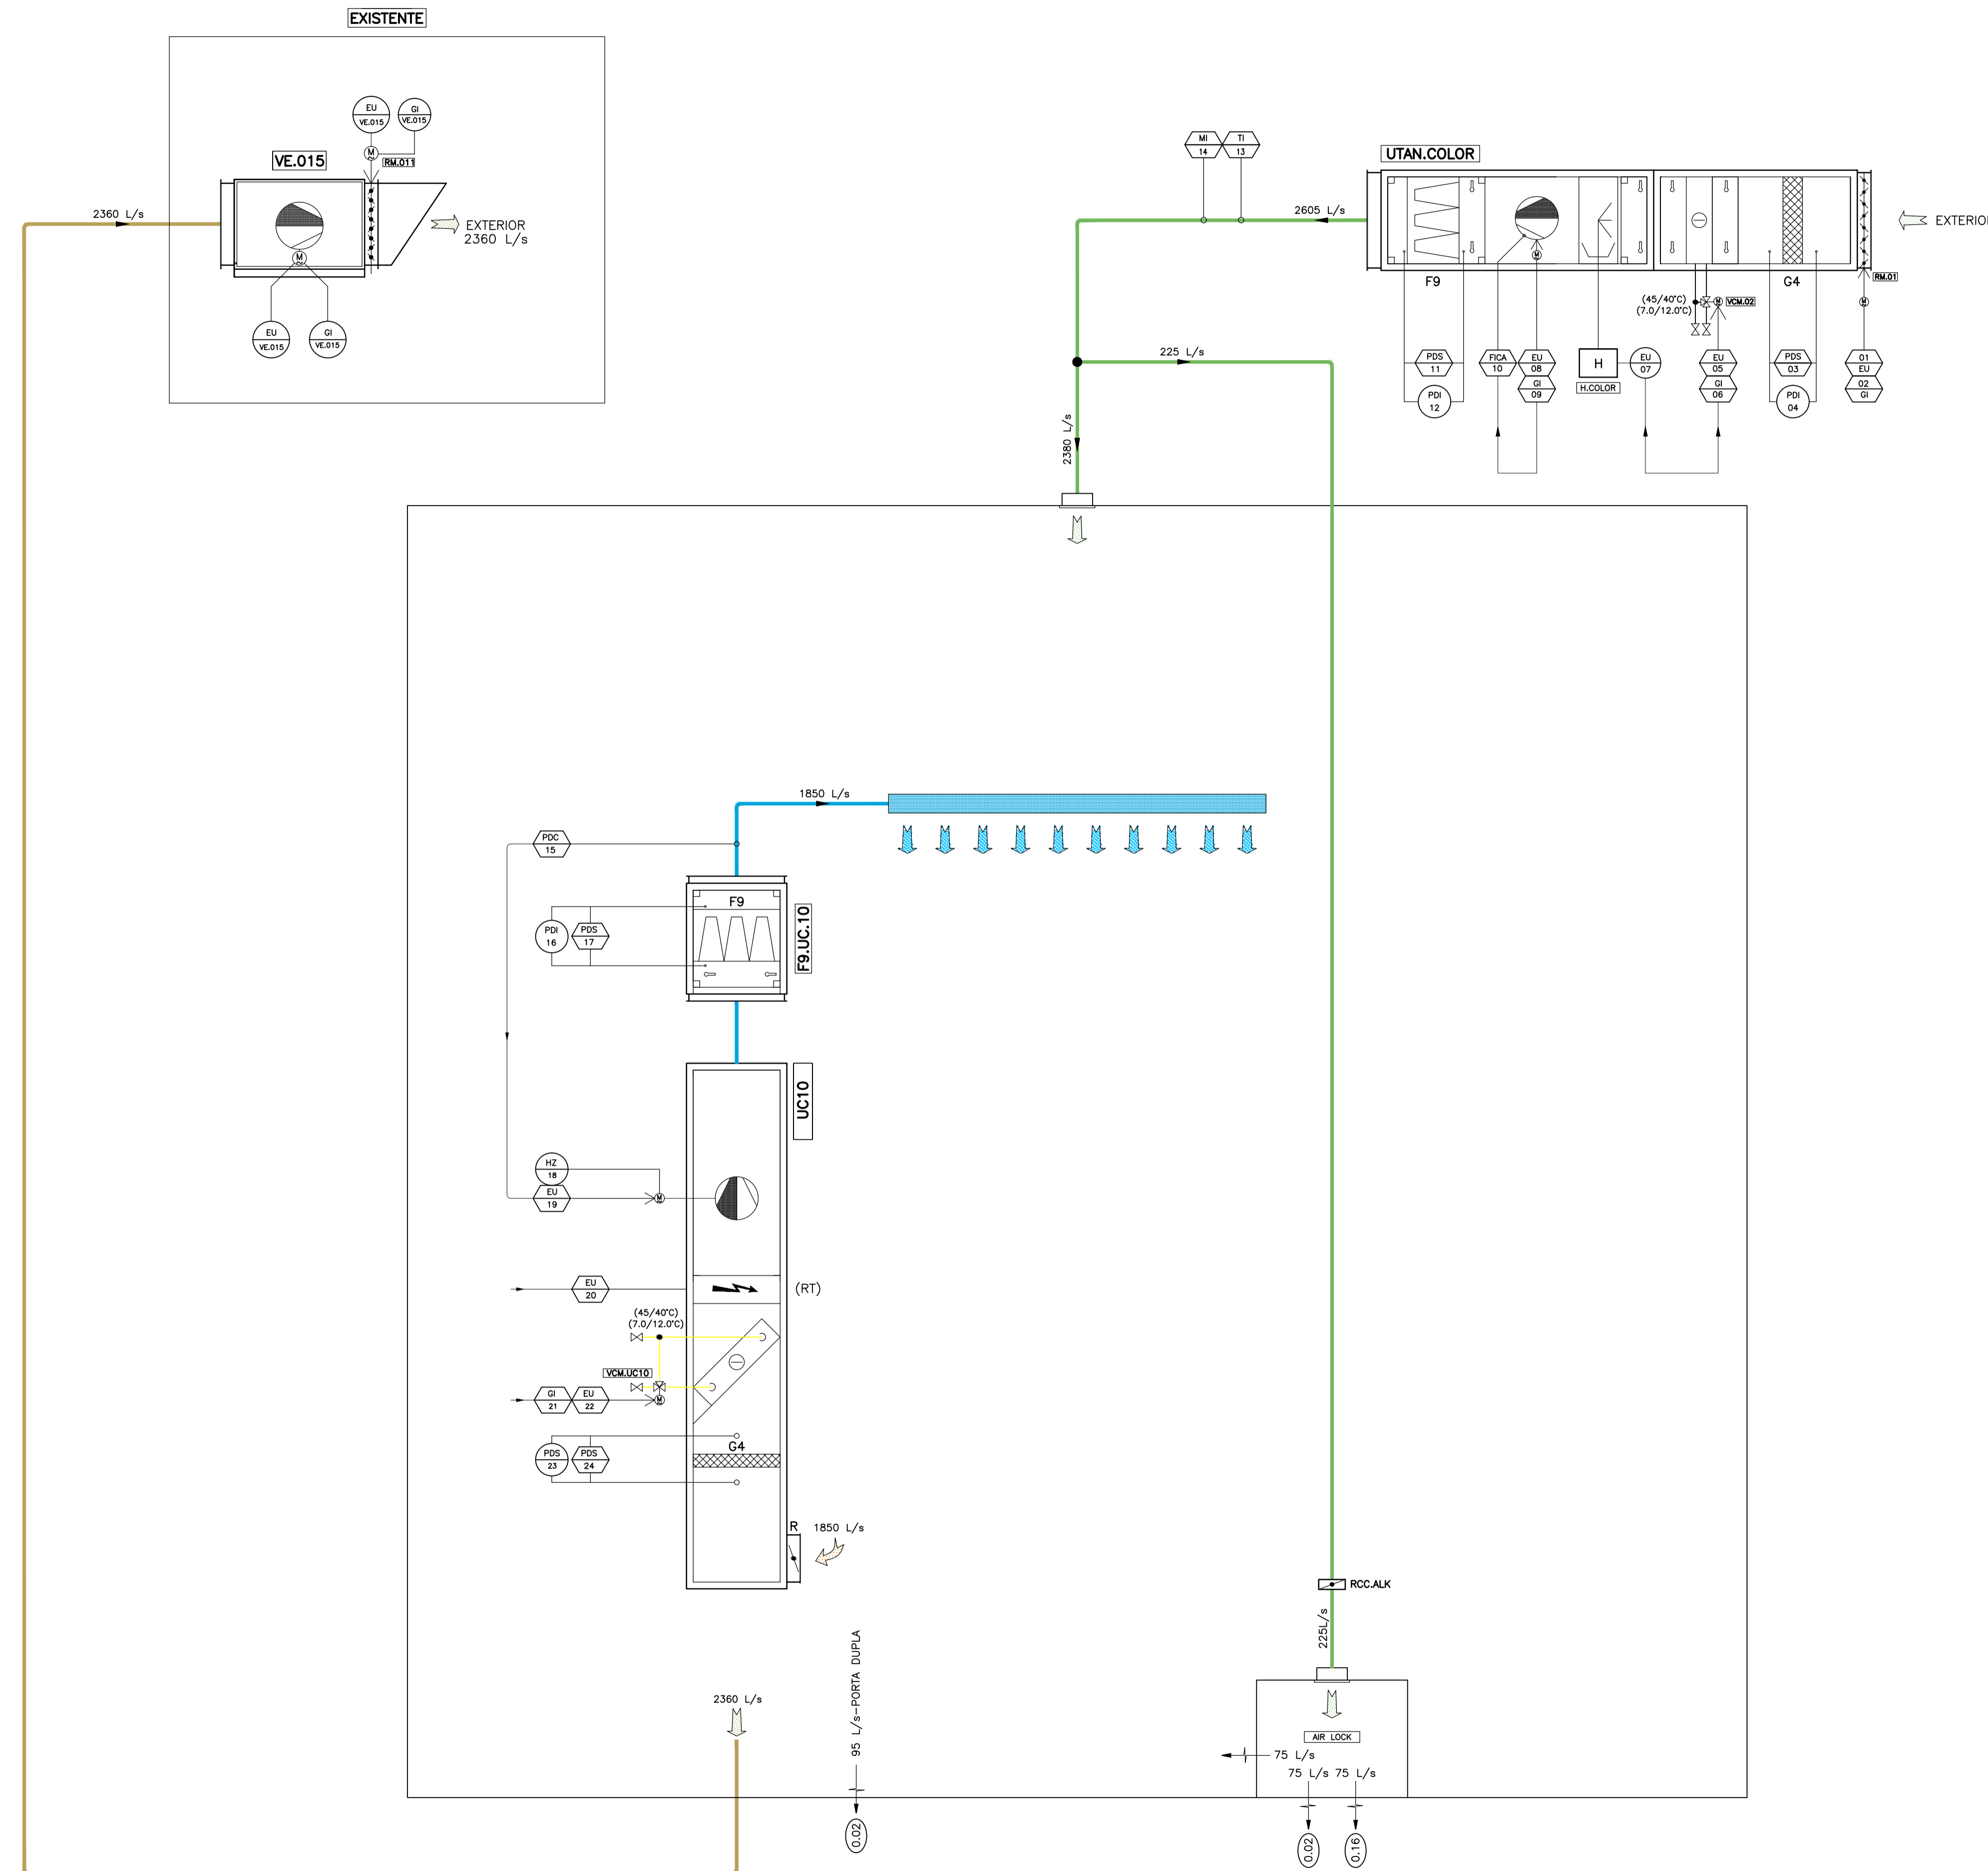 EXISTENTE
EU
VE.015
GI
VE.015
M
RM.011
VE.015
2360 L/s
EXTERIOR
2360 L/s
M
EU
VE.015
GI
VE.015
MI
14
TI
13
UTAN.COLOR
2605 L/s
EXTERIOR
M
F9
G4
RM.01
(45/40°C)
(7.0/12.0°C)
M
VCM.02
M
225 L/s
PDS
11
PDI
12
FICA
10
EU
08
GI
09
H
H.COLOR
EU
07
EU
05
GI
06
PDS
03
PDI
04
01
EU
02
GI
2380 L/s
1850 L/s
PDC
15
F9
F9.UC.10
PDI
16
PDS
17
UC10
HZ
18
EU
19
M
EU
20
(RT)
(45/40°C)
(7.0/12.0°C)
VCM.UC10
GI
21
EU
22
M
G4
PDS
23
PDS
24
R
1850 L/s
RCC.ALK
225L/s
95 L/s-PORTA DUPLA
2360 L/s
AIR LOCK
75 L/s
75 L/s
75 L/s
0.02
0.02
0.16